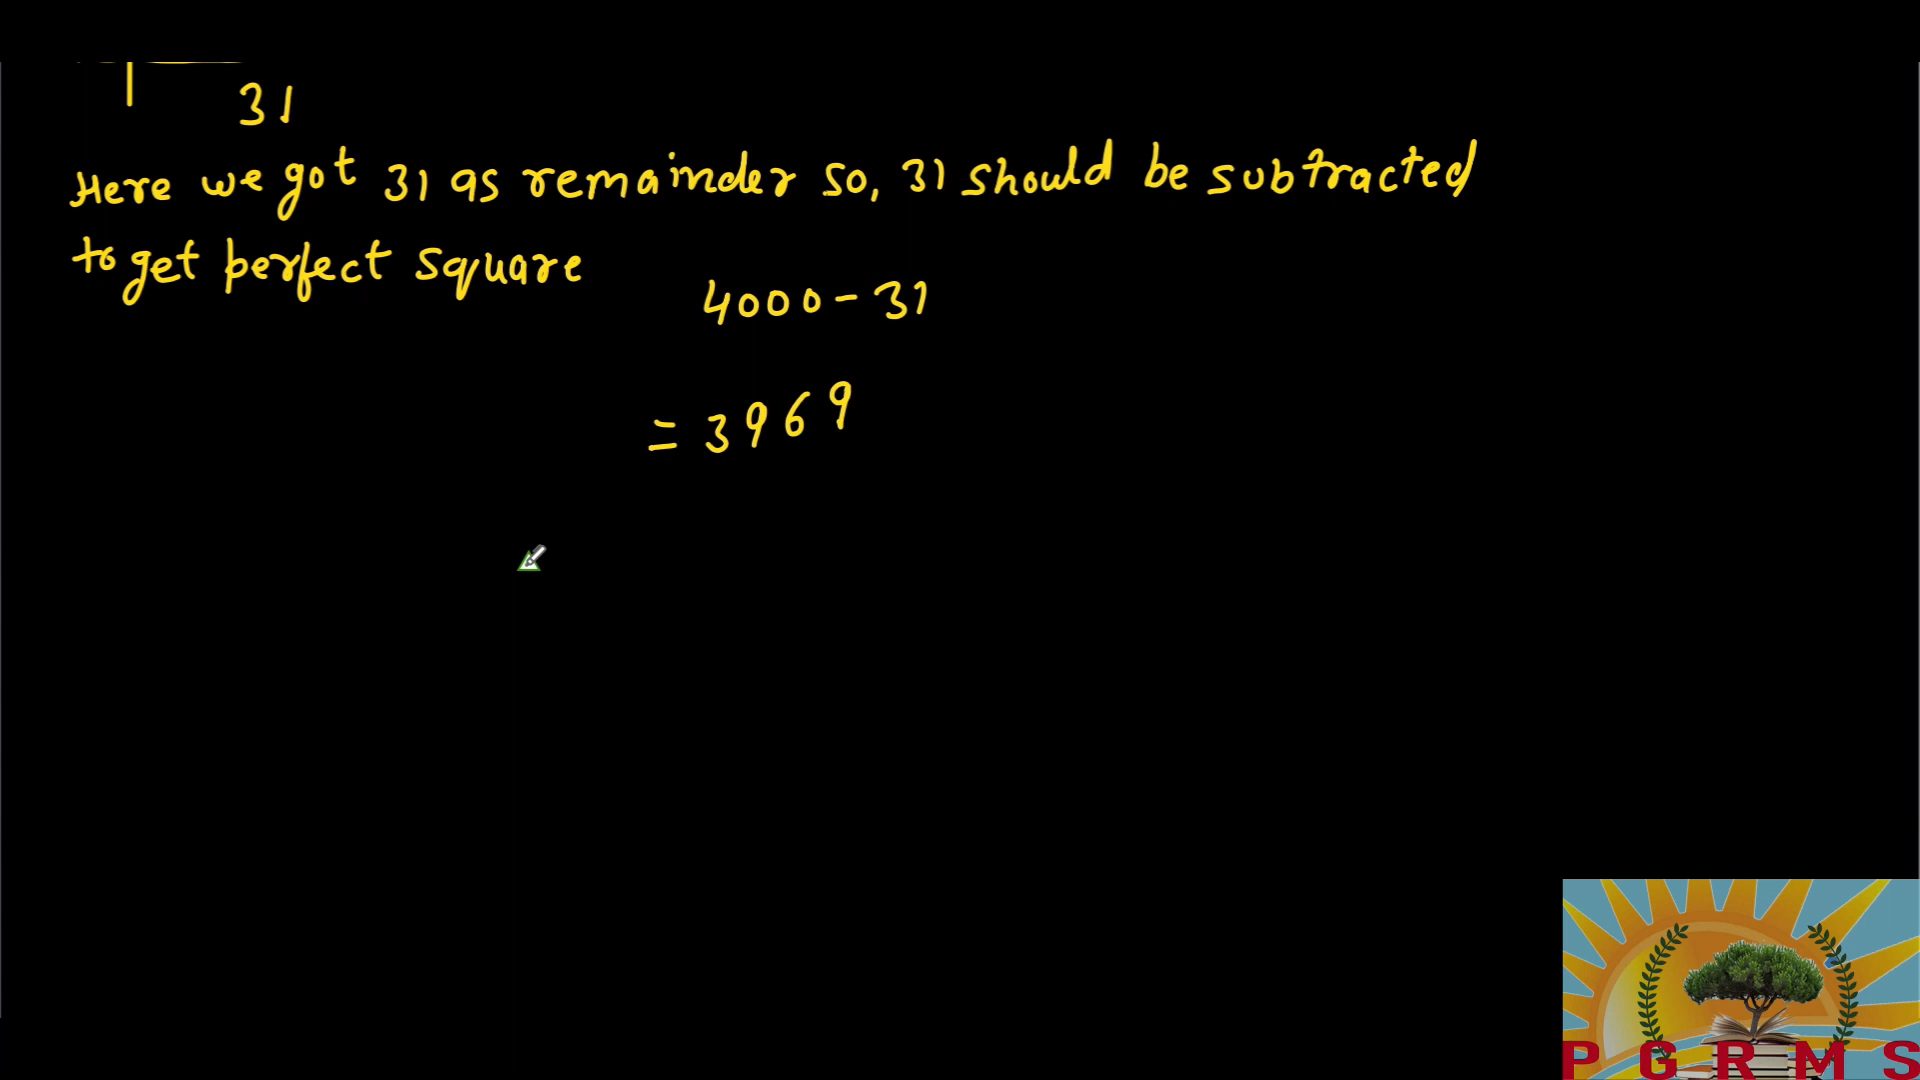 31
Here we got 31 as remainder so, 31 should be subtracted
to get perfect square
4000-31
= 3969
P G R M S